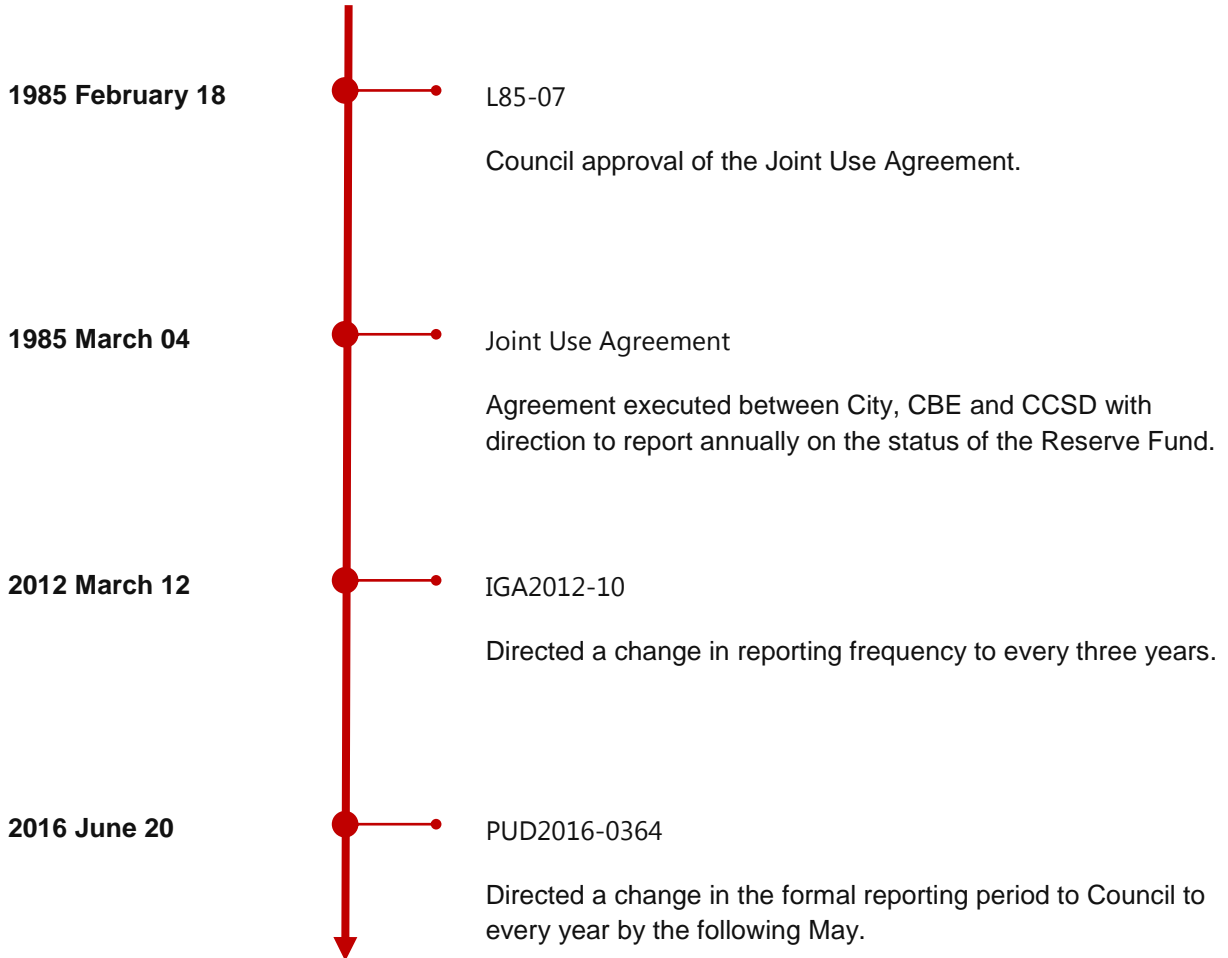 1985 February 18
L85-07
Council approval of the Joint Use Agreement.
1985 March 04
Joint Use Agreement
Agreement executed between City, CBE and CCSD with
direction to report annually on the status of the Reserve Fund.
2012 March 12
IGA2012-10
Directed a change in reporting frequency to every three years.
2016 June 20
PUD2016-0364
Directed a change in the formal reporting period to Council to
every year by the following May.